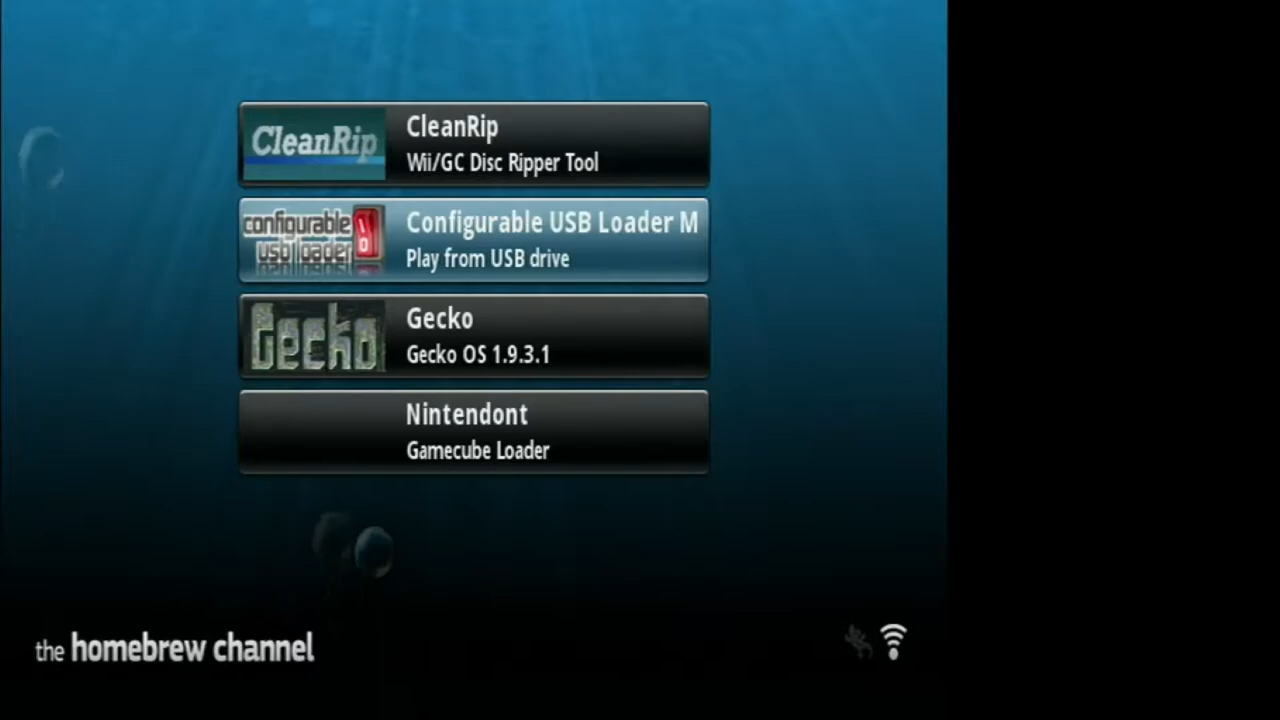 CleanRip
CleanRip
Wii/GC Disc Ripper Tool
configurable
usb loader
Configurable USB Loader M
Play from USB drive
Gecko
Gecko
Gecko OS 1.9.3.1
Nintendont
Gamecube Loader
the homebrew channel